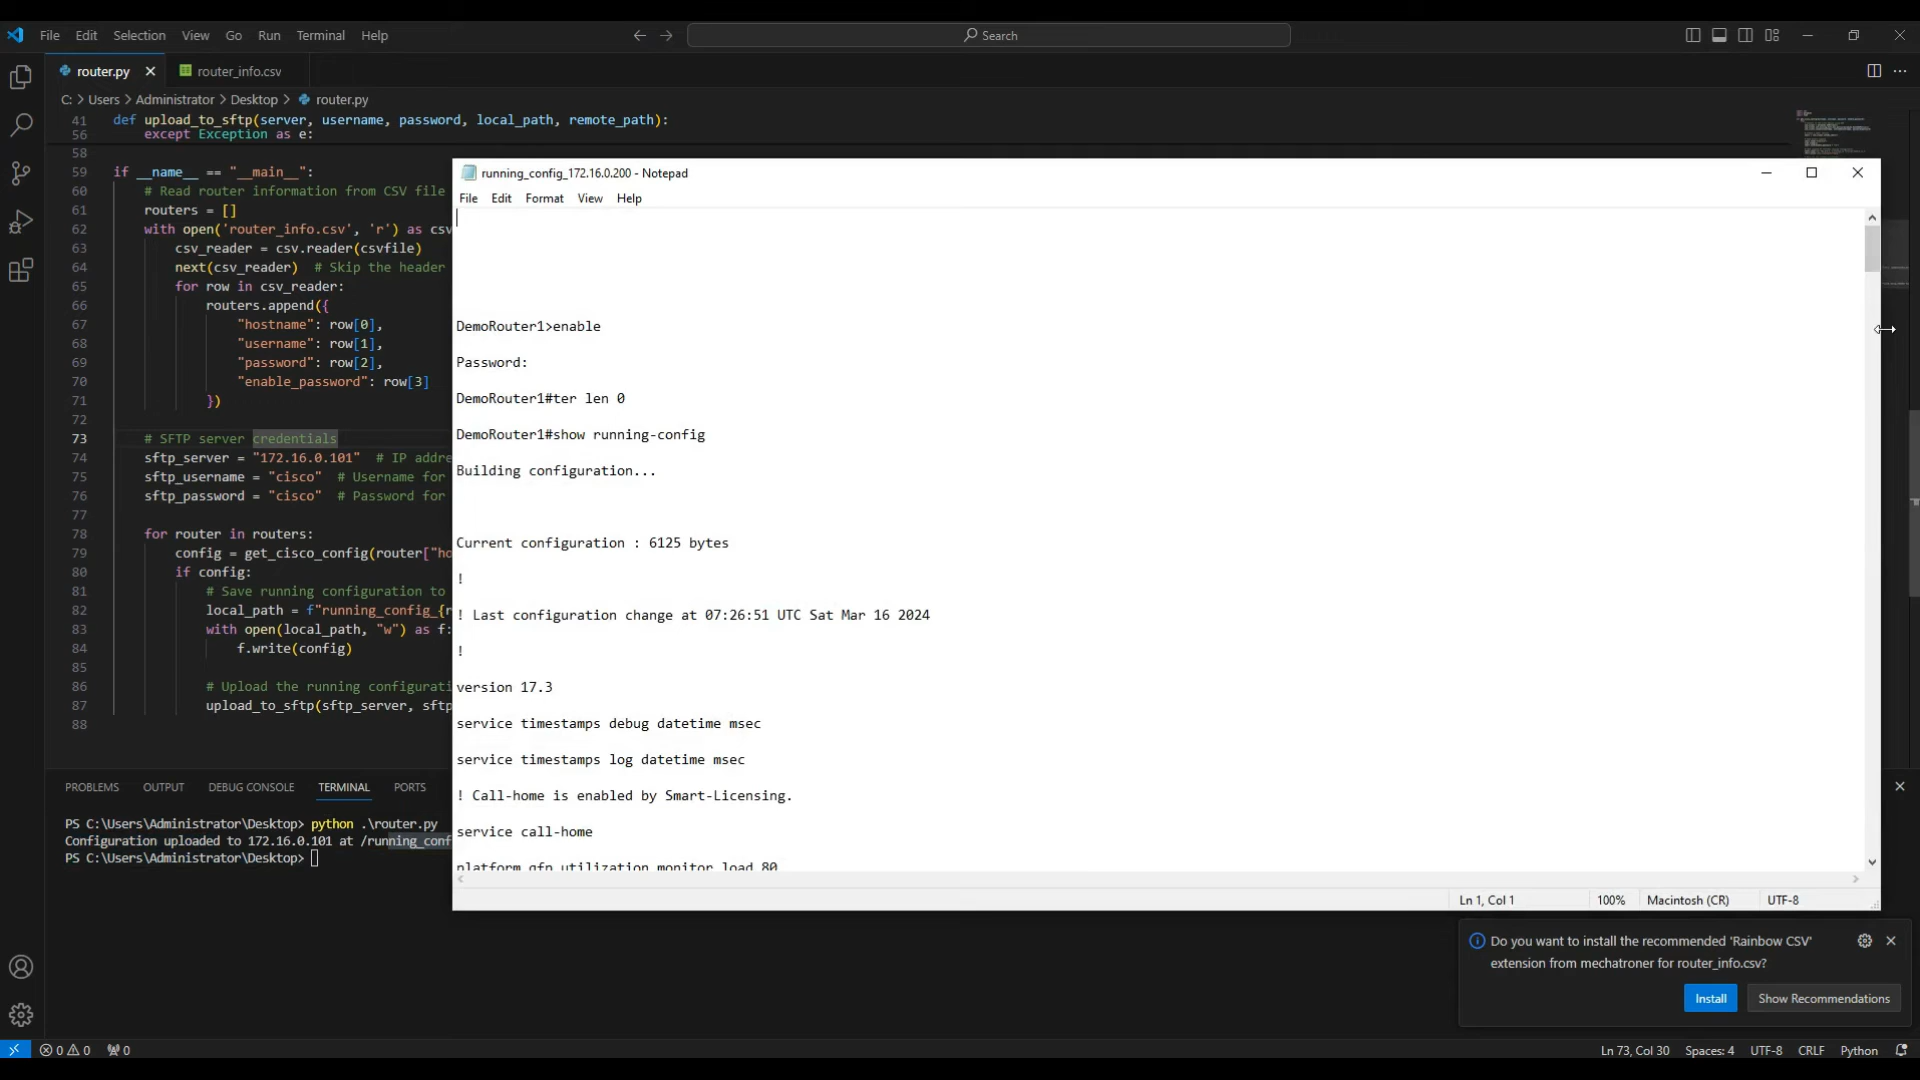 File Edit Selection View Go Run Terminal Help
Search
router.py
router_info.csv
C: > Users > Administrator > Desktop > router.py
41 def upload_to_sftp(server, username, password, local_path, remote_path):
56 except Exception as e:
58
59 if __name__ == "__main__":
60 # Read router information from CSV file
61 routers = []
62 with open('router_info.csv', 'r') as csv
63 csv_reader = csv.reader(csvfile)
64 next(csv_reader) # Skip the header
65 for row in csv_reader:
66 routers.append({
67 "hostname": row[0],
68 "username": row[1],
69 "password": row[2],
70 "enable_password": row[3]
71 })
72
73 # SFTP server credentials
74 sftp_server = "172.16.0.101" # IP addre
75 sftp_username = "cisco" # Username for
76 sftp_password = "cisco" # Password for
77
78 for router in routers:
79 config = get_cisco_config(router["ho
80 if config:
81 # Save running configuration to
82 local_path = f"running_config_{r
83 with open(local_path, "w") as f:
84 f.write(config)
85
86 # Upload the running configurati
87 upload_to_sftp(sftp_server, sftp
88
running_config_172.16.0.200 - Notepad
File Edit Format View Help
DemoRouter1>enable
Password:
DemoRouter1#ter len 0
DemoRouter1#show running-config
Building configuration...
Current configuration : 6125 bytes
!
! Last configuration change at 07:26:51 UTC Sat Mar 16 2024
!
version 17.3
service timestamps debug datetime msec
service timestamps log datetime msec
! Call-home is enabled by Smart-Licensing.
service call-home
platform qfp utilization monitor load 80
Ln 1, Col 1 100% Macintosh (CR) UTF-8
PROBLEMS OUTPUT DEBUG CONSOLE TERMINAL PORTS
PS C:\Users\Administrator\Desktop> python .\router.py
Configuration uploaded to 172.16.0.101 at /running_conf
PS C:\Users\Administrator\Desktop>
Do you want to install the recommended 'Rainbow CSV'
extension from mechatroner for router_info.csv?
Install Show Recommendations
0 0 0 Ln 73, Col 30 Spaces: 4 UTF-8 CRLF Python